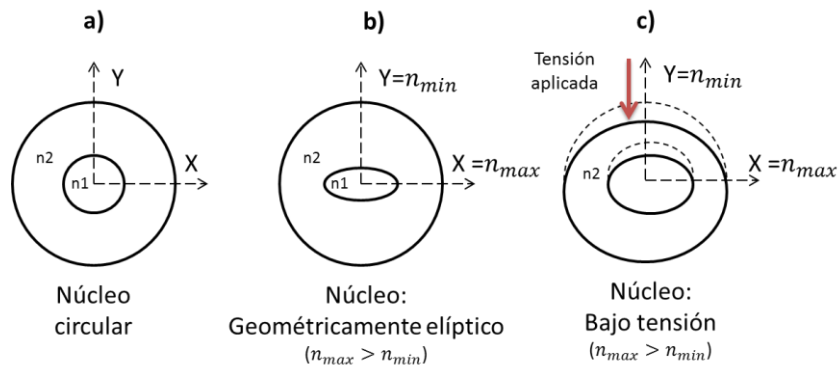 a)
Y
X
n2
n1
Núcleo
circular
b)
Y=n_min
X =n_max
n2
n1
Núcleo:
Geométricamente elíptico
(n_max > n_min)
c)
Tensión
aplicada
Y=n_min
X =n_max
n2
Núcleo:
Bajo tensión
(n_max > n_min)